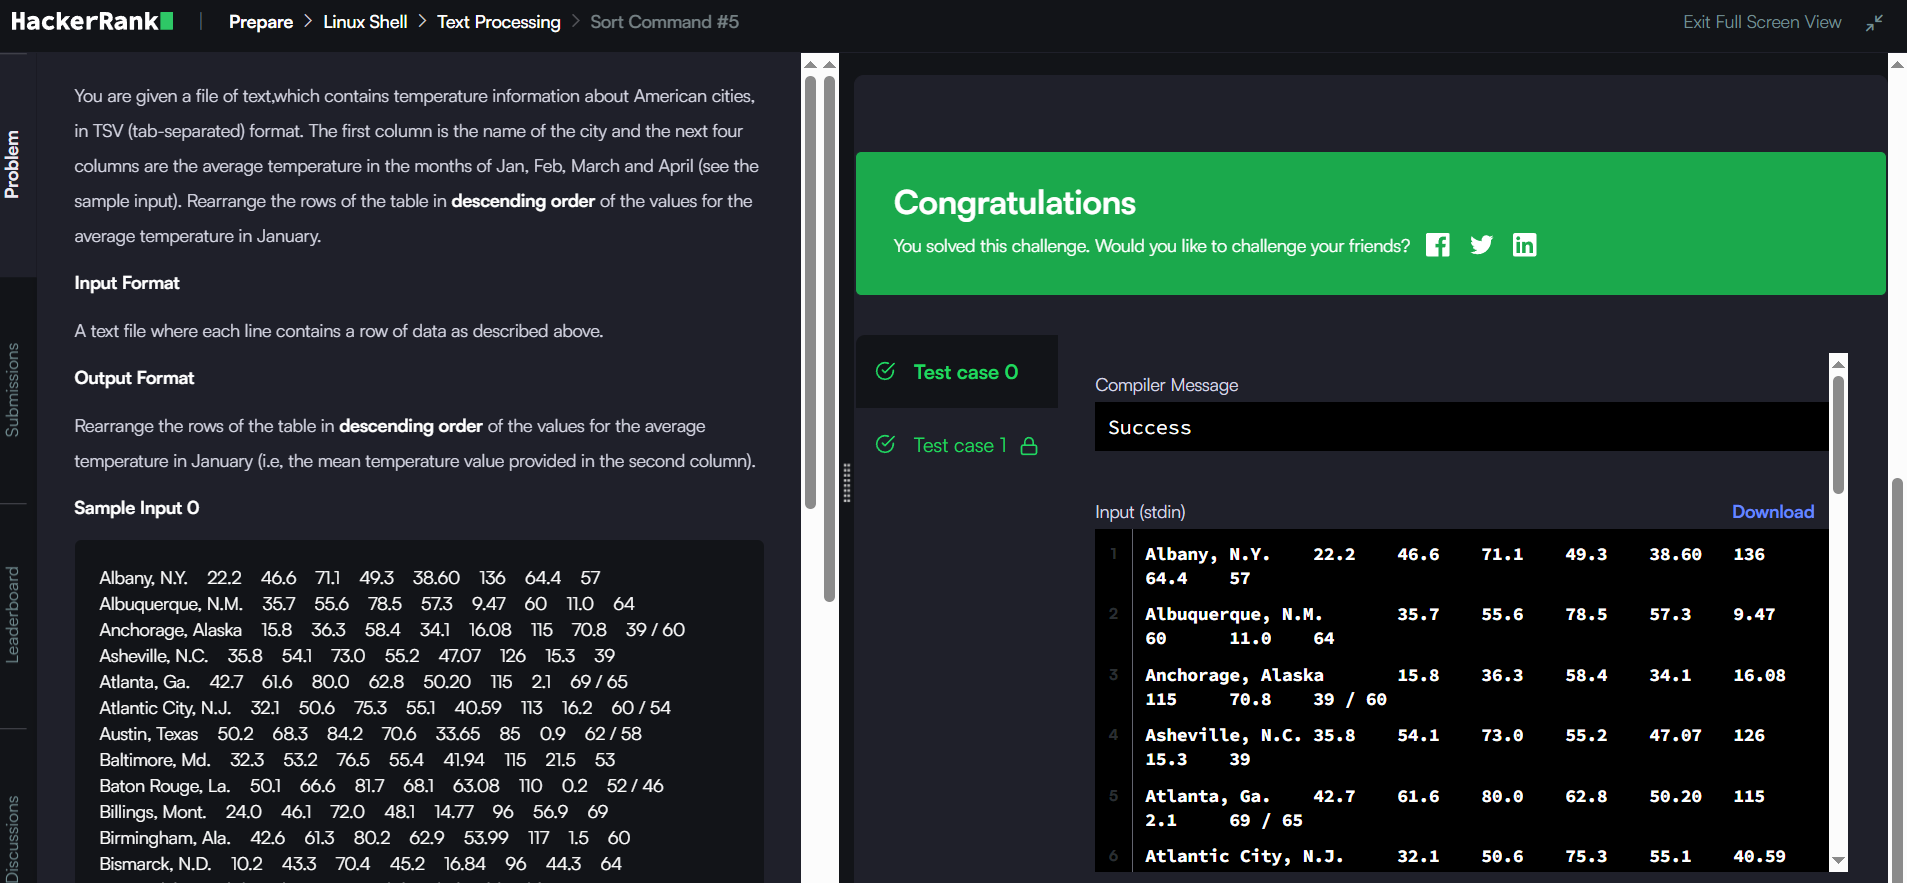 HackerRank | Prepare > Linux Shell > Text Processing > Sort Command #5
Exit Full Screen View
Problem
Submissions
Leaderboard
Discussions
You are given a file of text,which contains temperature information about American cities,
in TSV (tab-separated) format. The first column is the name of the city and the next four
columns are the average temperature in the months of Jan, Feb, March and April (see the
sample input). Rearrange the rows of the table in descending order of the values for the
average temperature in January.
Input Format
A text file where each line contains a row of data as described above.
Output Format
Rearrange the rows of the table in descending order of the values for the average
temperature in January (i.e, the mean temperature value provided in the second column).
Sample Input 0
Albany, N.Y. 22.2 46.6 71.1 49.3 38.60 136 64.4 57
Albuquerque, N.M. 35.7 55.6 78.5 57.3 9.47 60 11.0 64
Anchorage, Alaska 15.8 36.3 58.4 34.1 16.08 115 70.8 39 / 60
Asheville, N.C. 35.8 54.1 73.0 55.2 47.07 126 15.3 39
Atlanta, Ga. 42.7 61.6 80.0 62.8 50.20 115 2.1 69 / 65
Atlantic City, N.J. 32.1 50.6 75.3 55.1 40.59 113 16.2 60 / 54
Austin, Texas 50.2 68.3 84.2 70.6 33.65 85 0.9 62 / 58
Baltimore, Md. 32.3 53.2 76.5 55.4 41.94 115 21.5 53
Baton Rouge, La. 50.1 66.6 81.7 68.1 63.08 110 0.2 52 / 46
Billings, Mont. 24.0 46.1 72.0 48.1 14.77 96 56.9 69
Birmingham, Ala. 42.6 61.3 80.2 62.9 53.99 117 1.5 60
Bismarck, N.D. 10.2 43.3 70.4 45.2 16.84 96 44.3 64
Congratulations
You solved this challenge. Would you like to challenge your friends?
Test case 0
Test case 1
Compiler Message
Success
Input (stdin)
Download
1 Albany, N.Y. 22.2 46.6 71.1 49.3 38.60 136
64.4 57
2 Albuquerque, N.M. 35.7 55.6 78.5 57.3 9.47
60 11.0 64
3 Anchorage, Alaska 15.8 36.3 58.4 34.1 16.08
115 70.8 39 / 60
4 Asheville, N.C. 35.8 54.1 73.0 55.2 47.07 126
15.3 39
5 Atlanta, Ga. 42.7 61.6 80.0 62.8 50.20 115
2.1 69 / 65
6 Atlantic City, N.J. 32.1 50.6 75.3 55.1 40.59